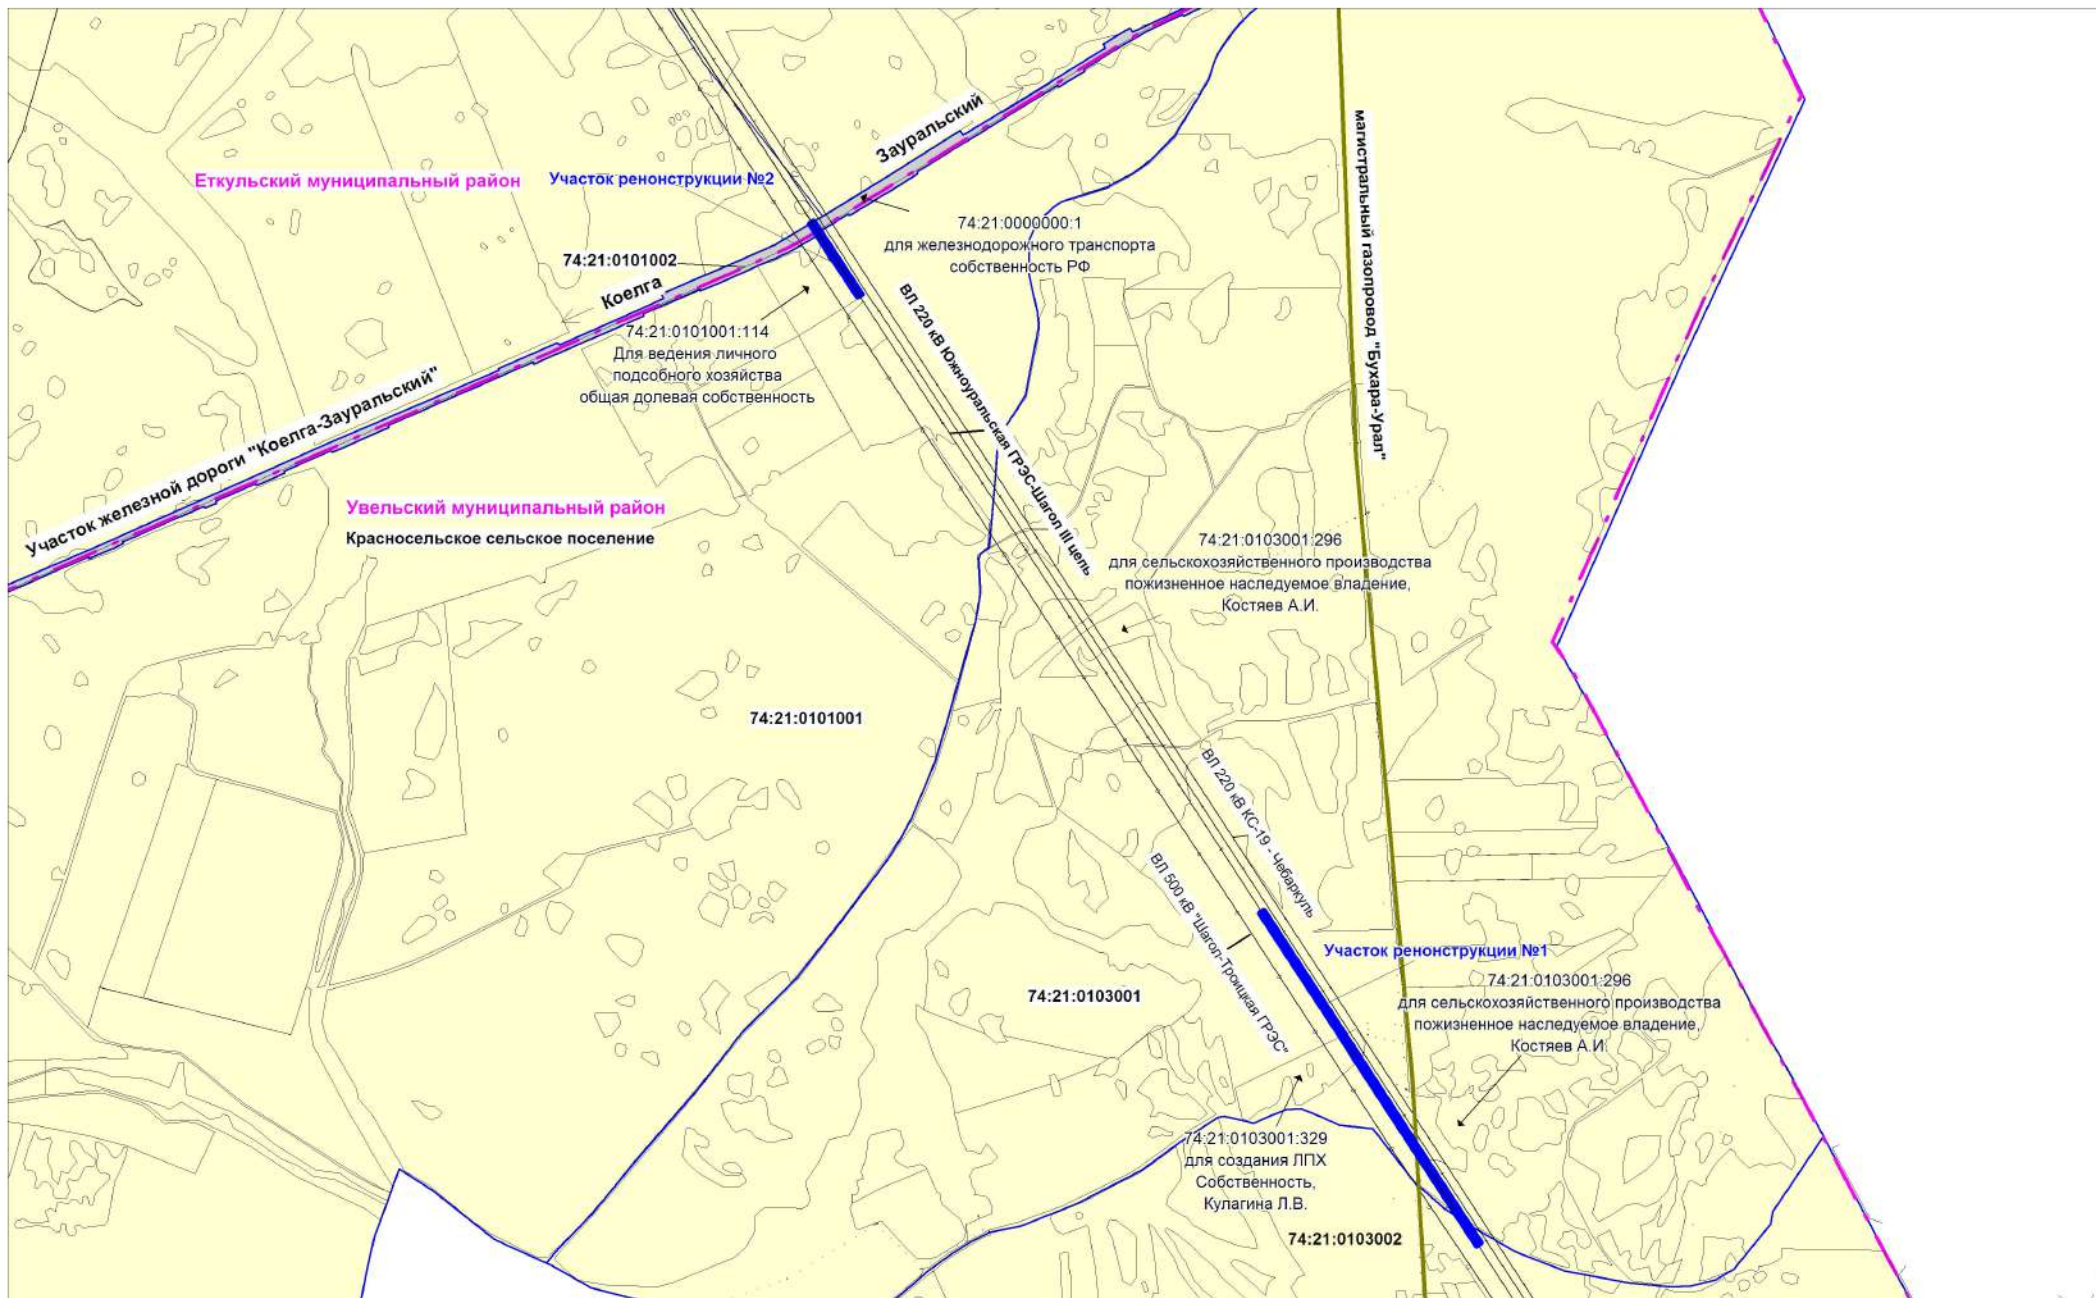 Зауральский
Еткульский муниципальный район
Участок ренонструкции №2
74:21:0000000:1
для железнодорожного транспорта
собственность РФ
74:21:0101002
Коелга
74:21:0101001:114
Для ведения личного
подсобного хозяйства
общая долевая собственность
магистральный газопровод "Бухара-Урал"
ВЛ 220 кВ Южноуральская ГРЭС-Шагол III цепь
Участок железной дороги "Коелга-Зауральский"
Увельский муниципальный район
Красносельское сельское поселение
74:21:0103001:296
для сельскохозяйственного производства
пожизненное наследуемое владение,
Костяев А.И.
74:21:0101001
ВЛ 220 кВ КС-19 - Чебаркуль
ВЛ 500 кВ "Шагол-Троицкая ГРЭС"
Участок ренонструкции №1
74:21:0103001
74:21:0103001:296
для сельскохозяйственного производства
пожизненное наследуемое владение,
Костяев А.И.
74:21:0103001:329
для создания ЛПХ
Собственность,
Кулагина Л.В.
74:21:0103002